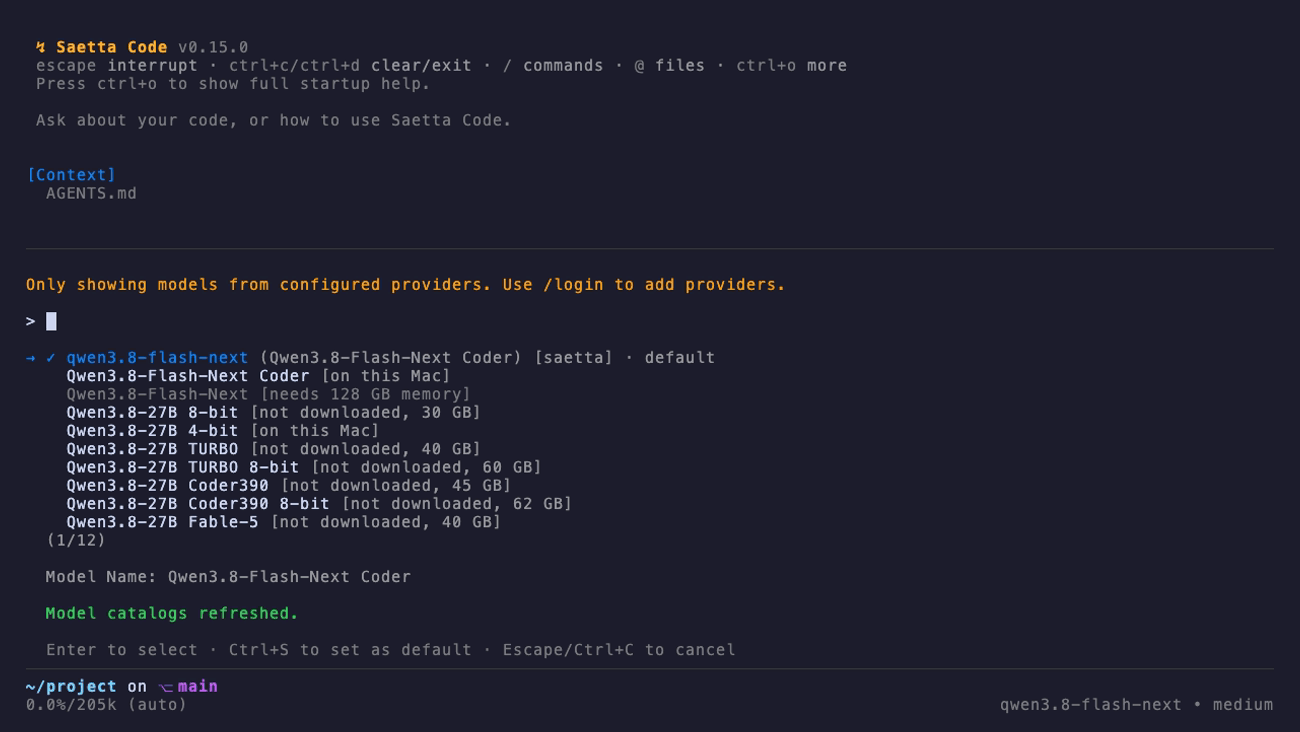 ↯ Saetta Code v0.15.0
escape interrupt · ctrl+c/ctrl+d clear/exit · / commands · @ files · ctrl+o more
Press ctrl+o to show full startup help.
Ask about your code, or how to use Saetta Code.
[Context]
AGENTS.md
Only showing models from configured providers. Use /login to add providers.
>
→ ✓ qwen3.8-flash-next (Qwen3.8-Flash-Next Coder) [saetta] · default
Qwen3.8-Flash-Next Coder [on this Mac]
Qwen3.8-Flash-Next [needs 128 GB memory]
Qwen3.8-27B 8-bit [not downloaded, 30 GB]
Qwen3.8-27B 4-bit [on this Mac]
Qwen3.8-27B TURBO [not downloaded, 40 GB]
Qwen3.8-27B TURBO 8-bit [not downloaded, 60 GB]
Qwen3.8-27B Coder390 [not downloaded, 45 GB]
Qwen3.8-27B Coder390 8-bit [not downloaded, 62 GB]
Qwen3.8-27B Fable-5 [not downloaded, 40 GB]
(1/12)
Model Name: Qwen3.8-Flash-Next Coder
Model catalogs refreshed.
Enter to select · Ctrl+S to set as default · Escape/Ctrl+C to cancel
~/project on ⌥ main
0.0%/205k (auto)
qwen3.8-flash-next • medium